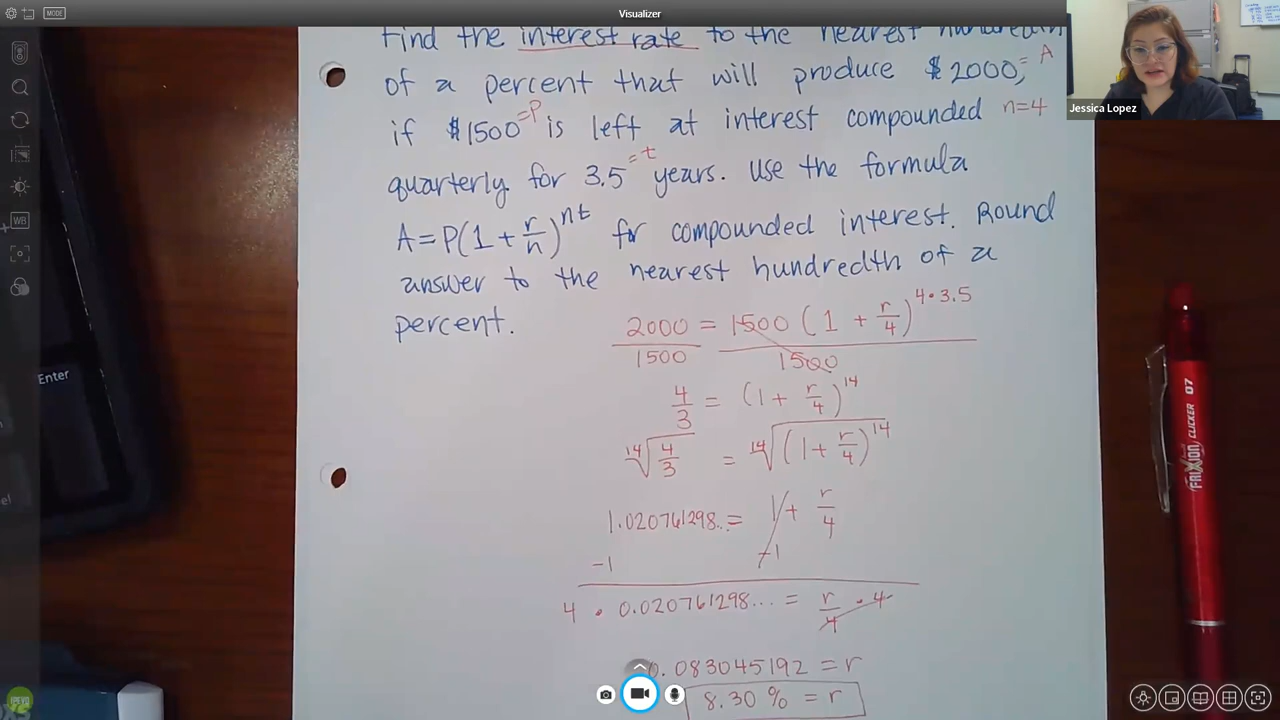 MODE
Visualizer
Find the interest rate to the nearest hundredth
of a percent that will produce $2000, = A
if $1500 =P is left at interest compounded n=4
quarterly for 3.5 =t years. Use the formula
A=P(1+r/n)^nt for compounded interest. Round
answer to the nearest hundredth of a
percent.
2000 = 1500 (1 + r/4)^4•3.5
1500 1500
4/3 = (1 + r/4)^14
14√4/3 = 14√(1+r/4)^14
1.020761298.. = 1 + r/4
-1 -1
4 • 0.020761298... = r/4 • 4
0.083045192 = r
8.30 % = r
Jessica Lopez
WB
Enter
FRIXION CLICKER 07